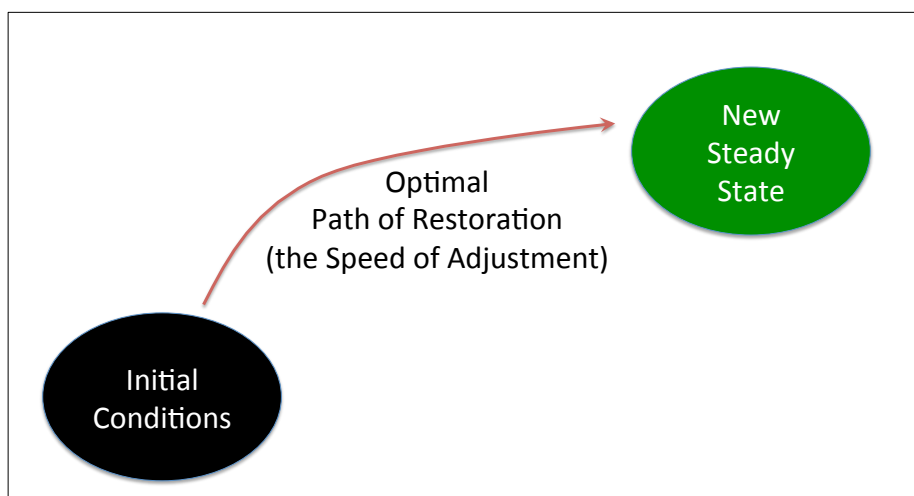 New
Steady
State
Optimal
Path of Restoration
(the Speed of Adjustment)
Initial
Conditions